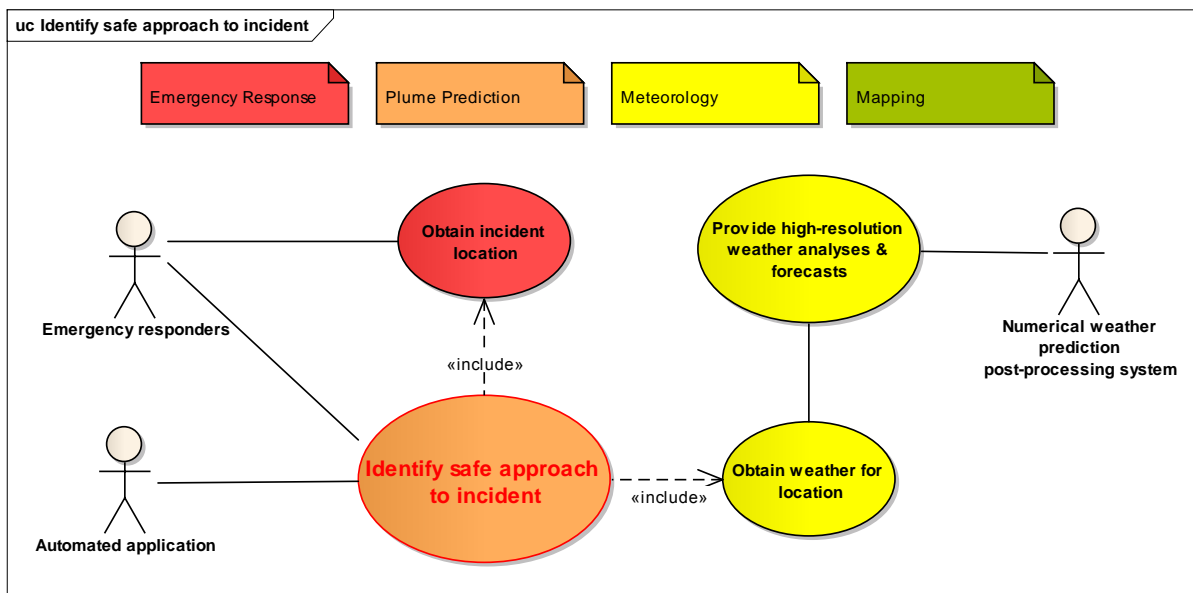 uc Identify safe approach to incident
Emergency Response
Plume Prediction
Meteorology
Mapping
Obtain incident
location
Provide high-resolution
weather analyses &
forecasts
Emergency responders
Numerical weather
prediction
post-processing system
«include»
Identify safe approach
to incident
«include»
Obtain weather for
location
Automated application